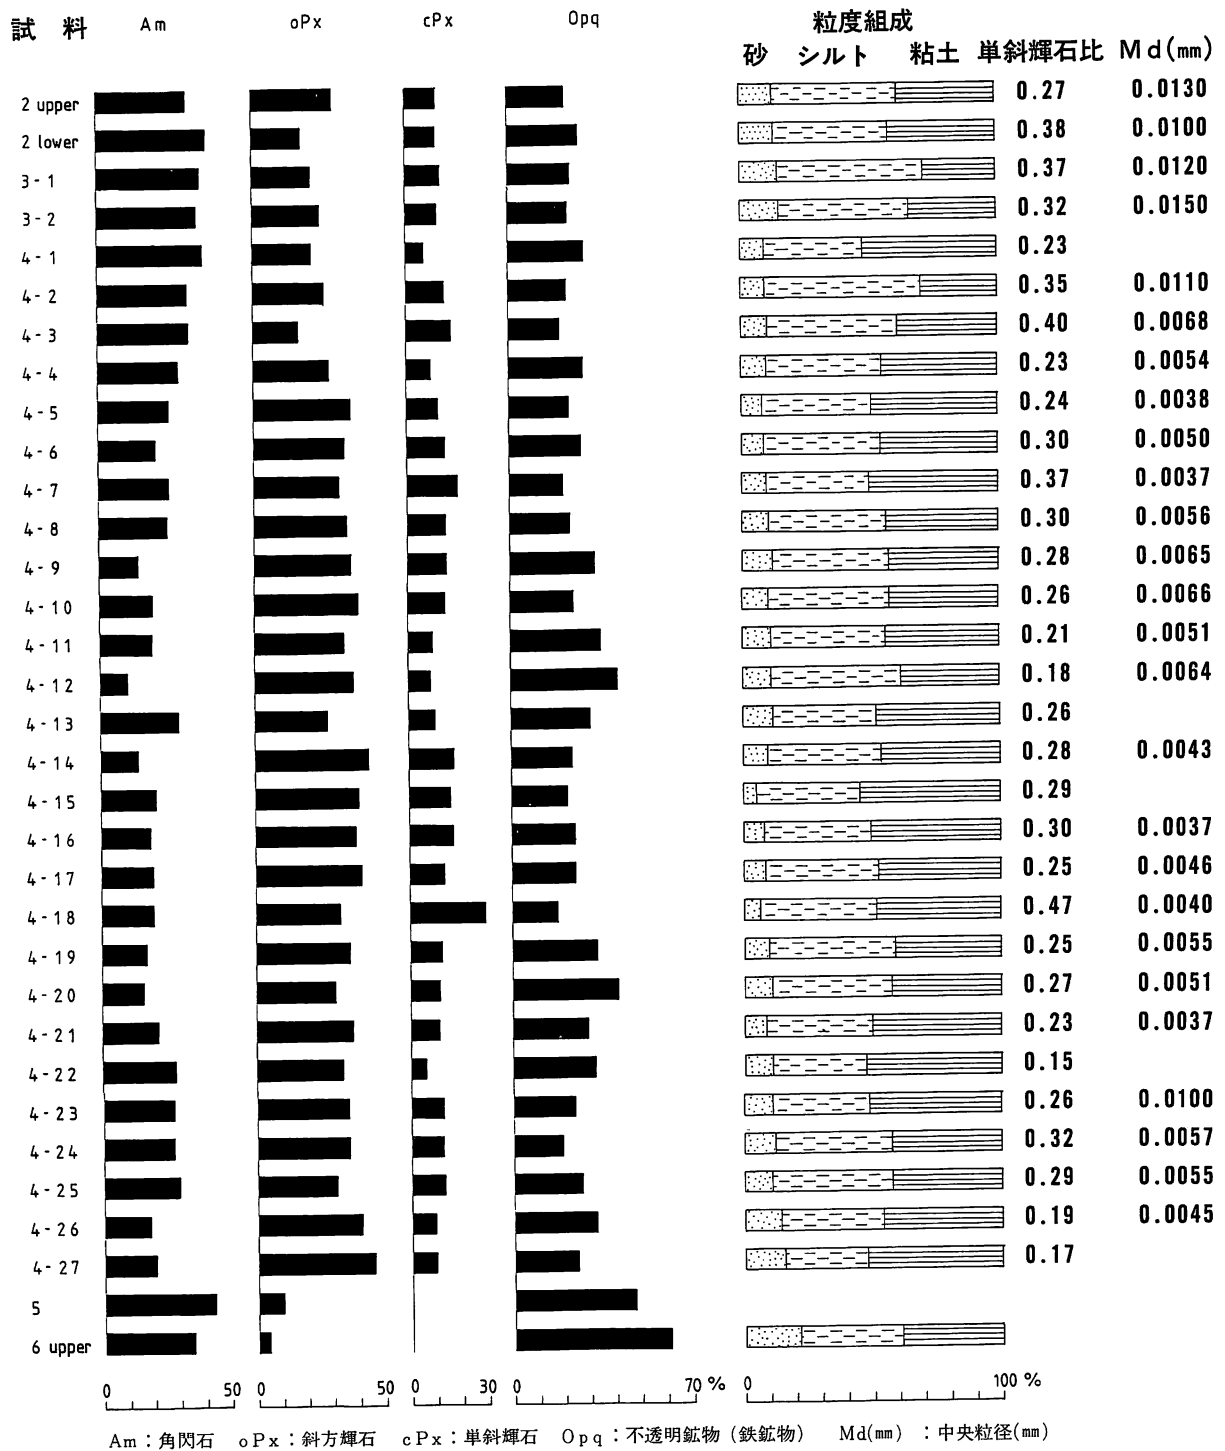 粒度組成
試 料 Am oPx cPx Opq 砂 シルト 粘土 単斜輝石比 Md(mm)
2 upper 0.27 0.0130
2 lower 0.38 0.0100
3-1 0.37 0.0120
3-2 0.32 0.0150
4-1 0.23
4-2 0.35 0.0110
4-3 0.40 0.0068
4-4 0.23 0.0054
4-5 0.24 0.0038
4-6 0.30 0.0050
4-7 0.37 0.0037
4-8 0.30 0.0056
4-9 0.28 0.0065
4-10 0.26 0.0066
4-11 0.21 0.0051
4-12 0.18 0.0064
4-13 0.26
4-14 0.28 0.0043
4-15 0.29
4-16 0.30 0.0037
4-17 0.25 0.0046
4-18 0.47 0.0040
4-19 0.25 0.0055
4-20 0.27 0.0051
4-21 0.23 0.0037
4-22 0.15
4-23 0.26 0.0100
4-24 0.32 0.0057
4-25 0.29 0.0055
4-26 0.19 0.0045
4-27 0.17
5
6 upper
0 50 0 50 0 30 0 70 % 0 100 %
Am：角閃石 oPx：斜方輝石 cPx：単斜輝石 Opq：不透明鉱物（鉄鉱物） Md(mm)：中央粒径(mm)